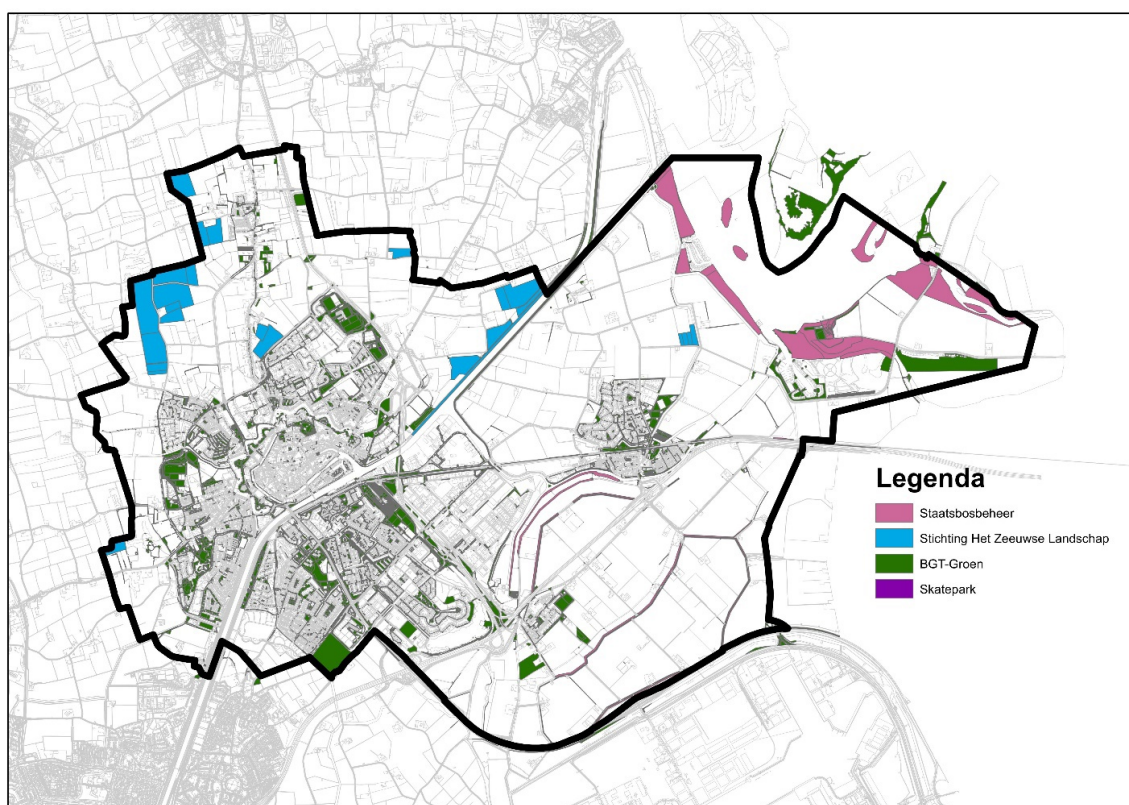 Legenda
Staatsbosbeheer
Stichting Het Zeeuwse Landschap
BGT-Groen
Skatepark